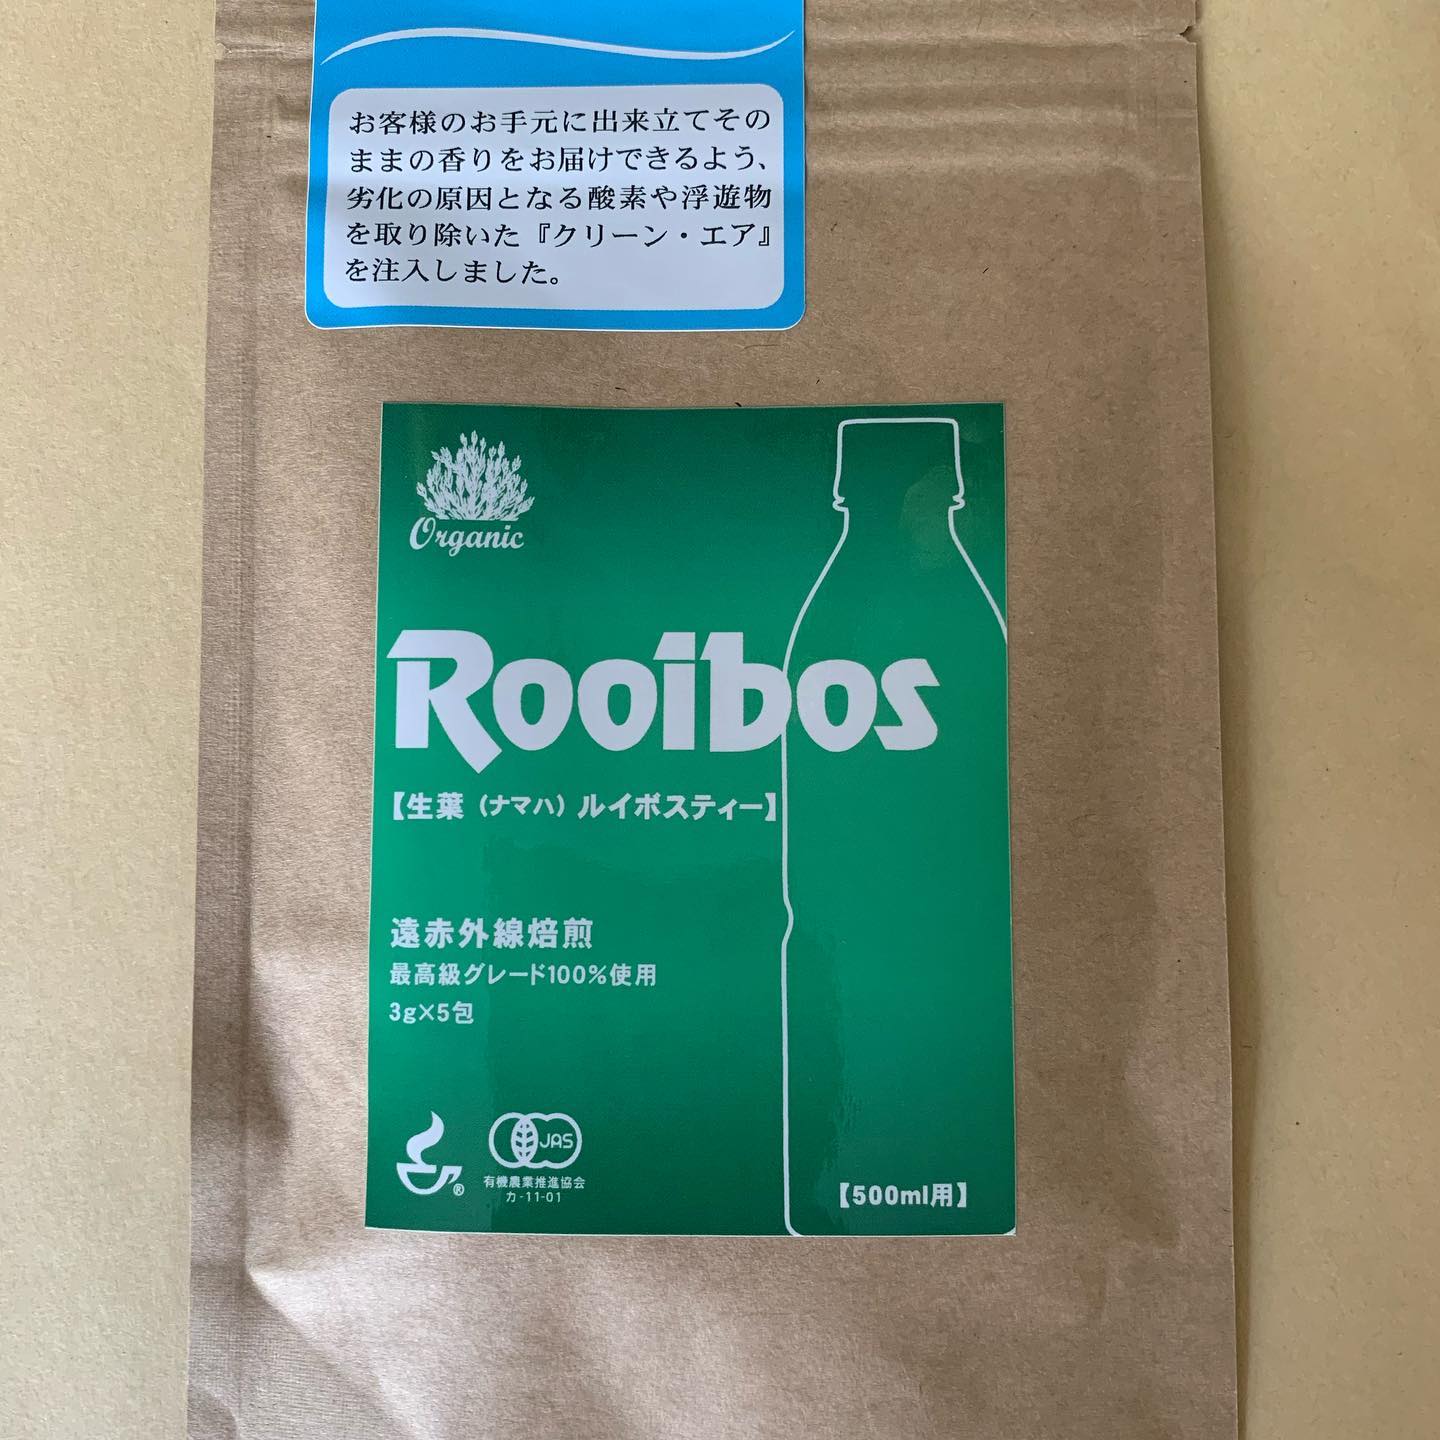 お客様のお手元に出来立てその
ままの香りをお届けできるよう、
劣化の原因となる酸素や浮遊物
を取り除いた『クリーン・エア』
を注入しました。
Organic
Rooibos
【生葉（ナマハ）ルイボスティー】
遠赤外線焙煎
最高級グレード100%使用
3g×5包
®
JAS
有機農業推進協会
カ-11-01
【500ml用】